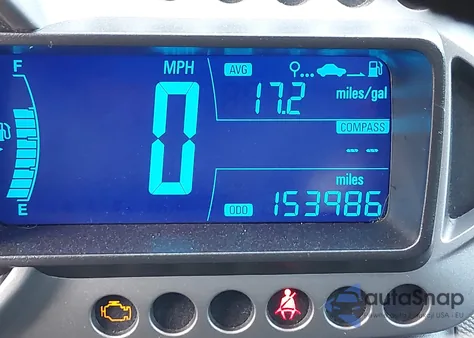 F
MPH
AVG
17.2
miles/gal
0
COMPASS
-- --
miles
E
ODO
153986
autoSnap